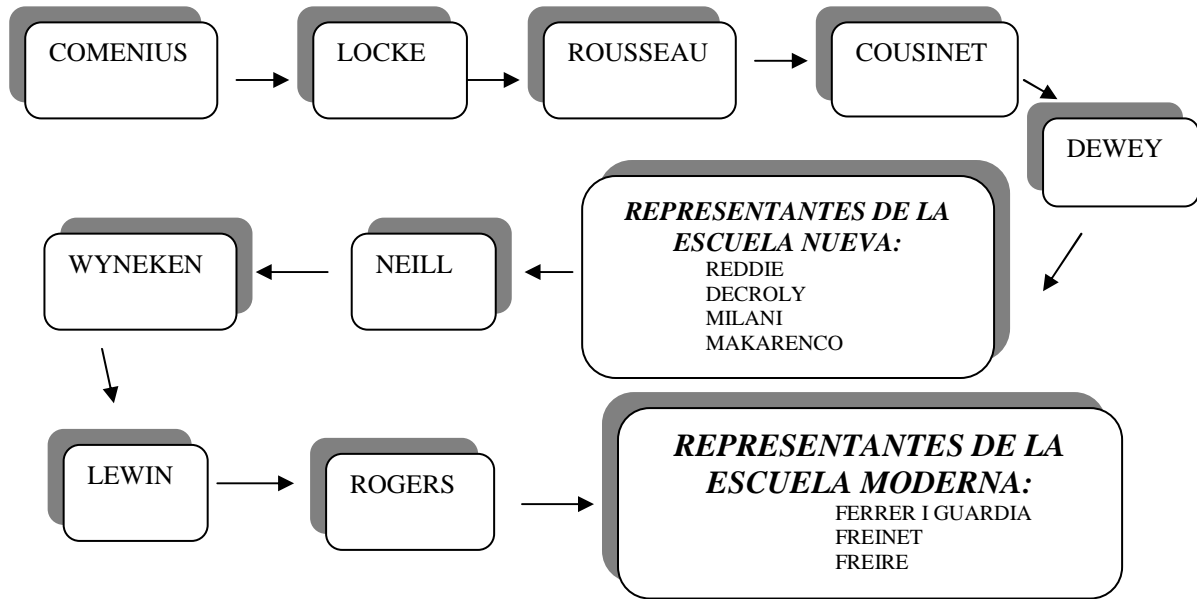 COMENIUS
LOCKE
ROUSSEAU
COUSINET
DEWEY
REPRESENTANTES DE LA
ESCUELA NUEVA:
REDDIE
DECROLY
MILANI
MAKARENCO
NEILL
WYNEKEN
LEWIN
ROGERS
REPRESENTANTES DE LA
ESCUELA MODERNA:
FERRER I GUARDIA
FREINET
FREIRE